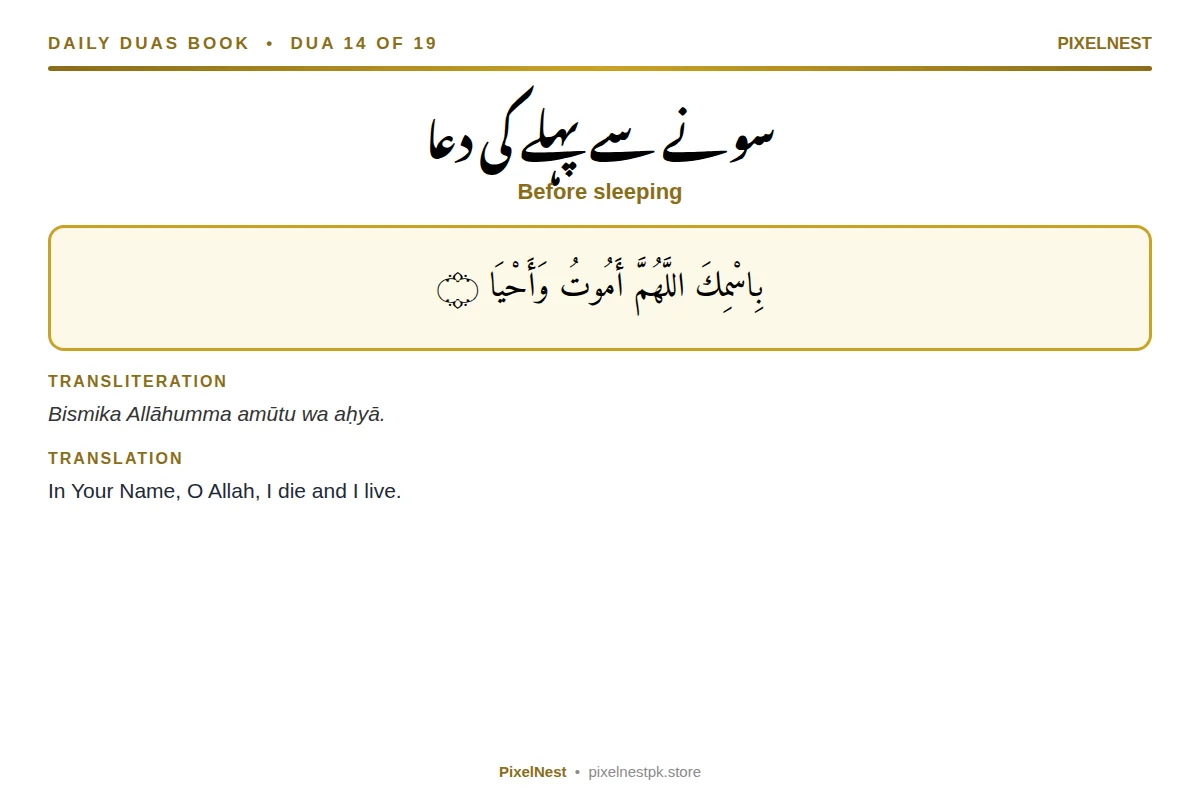 DAILY DUAS BOOK • DUA 14 OF 19
PIXELNEST
سونے سے پہلے کی دعا
Before sleeping
بِاسْمِكَ اللَّهُمَّ أَمُوتُ وَأَحْيَا ۝
TRANSLITERATION
Bismika Allāhumma amūtu wa aḥyā.
TRANSLATION
In Your Name, O Allah, I die and I live.
PixelNest • pixelnestpk.store